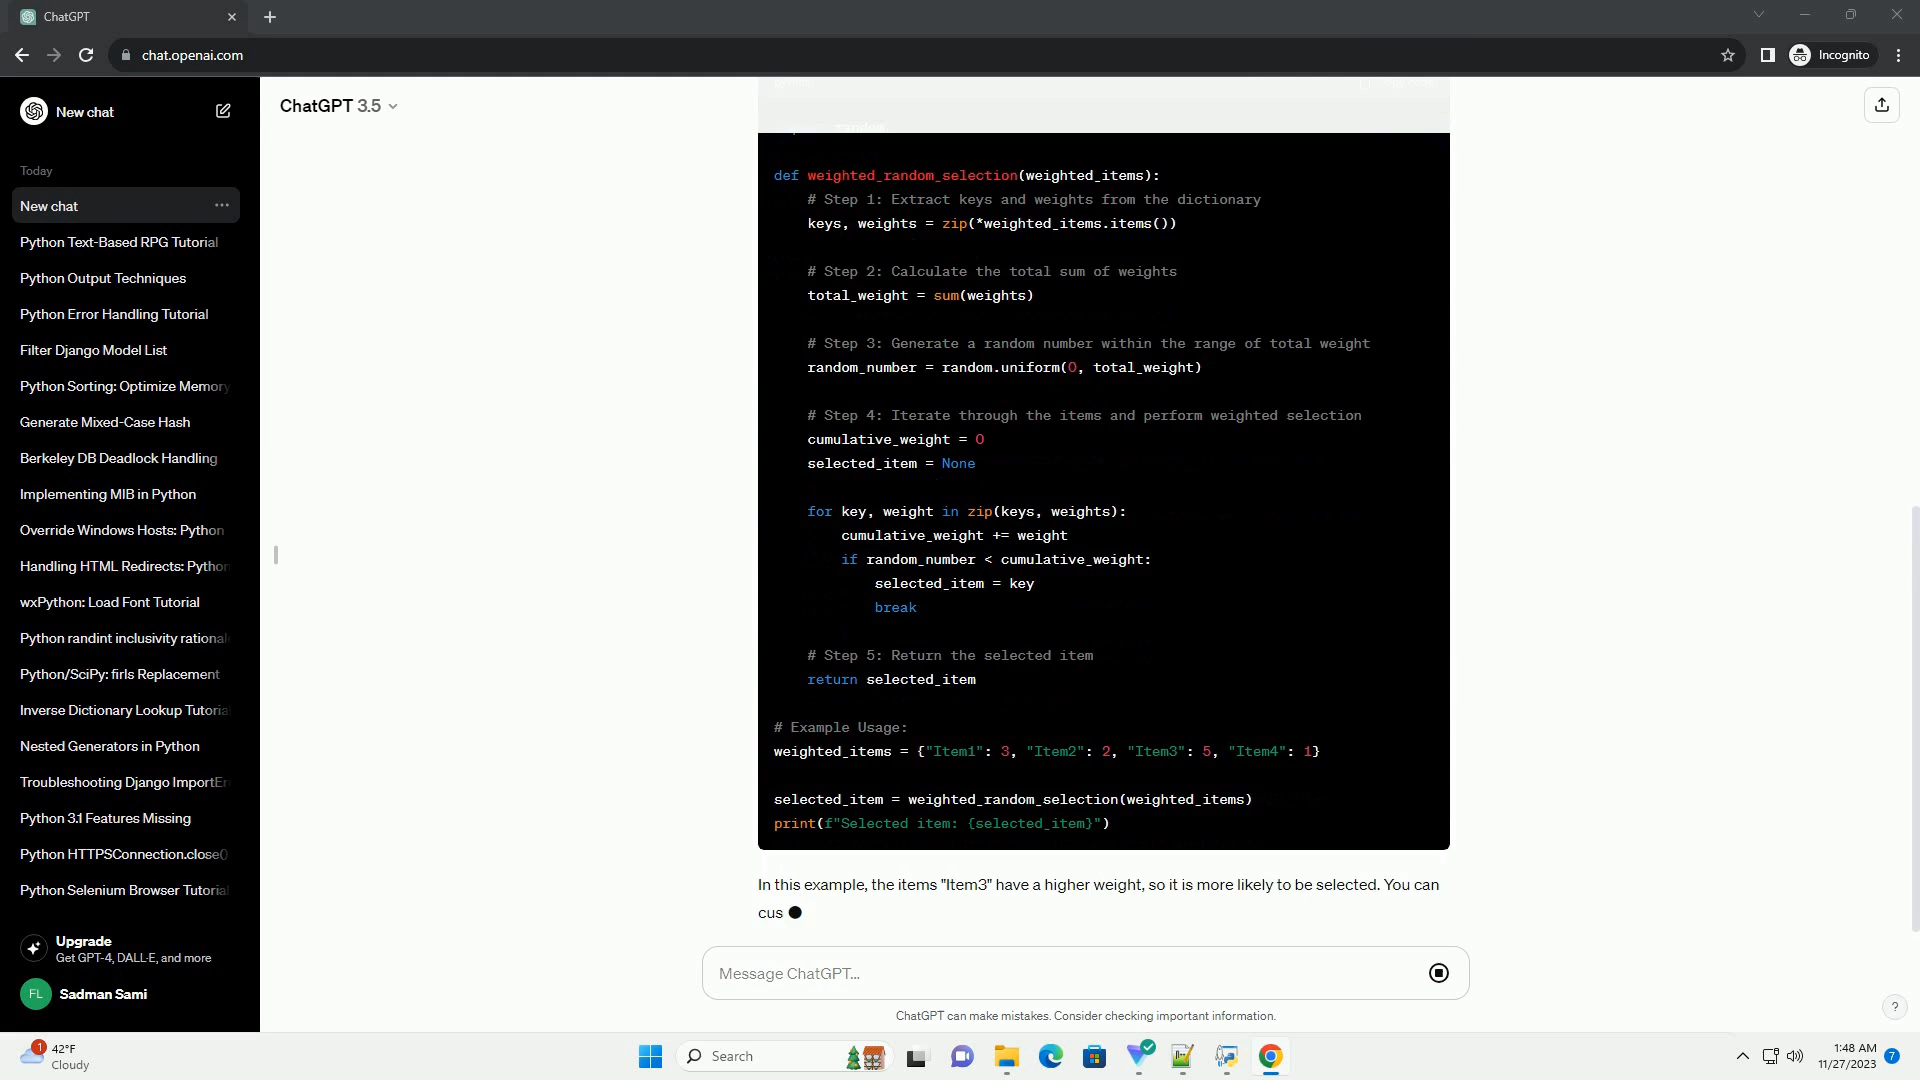 ChatGPT
chat.openai.com
Incognito
New chat
Today
New chat
Python Text-Based RPG Tutorial
Python Output Techniques
Python Error Handling Tutorial
Filter Django Model List
Python Sorting: Optimize Memory
Generate Mixed-Case Hash
Berkeley DB Deadlock Handling
Implementing MIB in Python
Override Windows Hosts: Python
Handling HTML Redirects: Python
wxPython: Load Font Tutorial
Python randint inclusivity rational
Python/SciPy: firls Replacement
Inverse Dictionary Lookup Tutoria
Nested Generators in Python
Troubleshooting Django ImportEr
Python 3.1 Features Missing
Python HTTPSConnection.close()
Python Selenium Browser Tutoria
Upgrade
Get GPT-4, DALL·E, and more
FL
Sadman Sami
ChatGPT 3.5
def weighted_random_selection(weighted_items):
# Step 1: Extract keys and weights from the dictionary
keys, weights = zip(*weighted_items.items())
# Step 2: Calculate the total sum of weights
total_weight = sum(weights)
# Step 3: Generate a random number within the range of total weight
random_number = random.uniform(0, total_weight)
# Step 4: Iterate through the items and perform weighted selection
cumulative_weight = 0
selected_item = None
for key, weight in zip(keys, weights):
cumulative_weight += weight
if random_number < cumulative_weight:
selected_item = key
break
# Step 5: Return the selected item
return selected_item
# Example Usage:
weighted_items = {"Item1": 3, "Item2": 2, "Item3": 5, "Item4": 1}
selected_item = weighted_random_selection(weighted_items)
print(f"Selected item: {selected_item}")
In this example, the items "Item3" have a higher weight, so it is more likely to be selected. You can
cus
Message ChatGPT...
ChatGPT can make mistakes. Consider checking important information.
?
1
42°F
Cloudy
Search
1:48 AM
11/27/2023
7